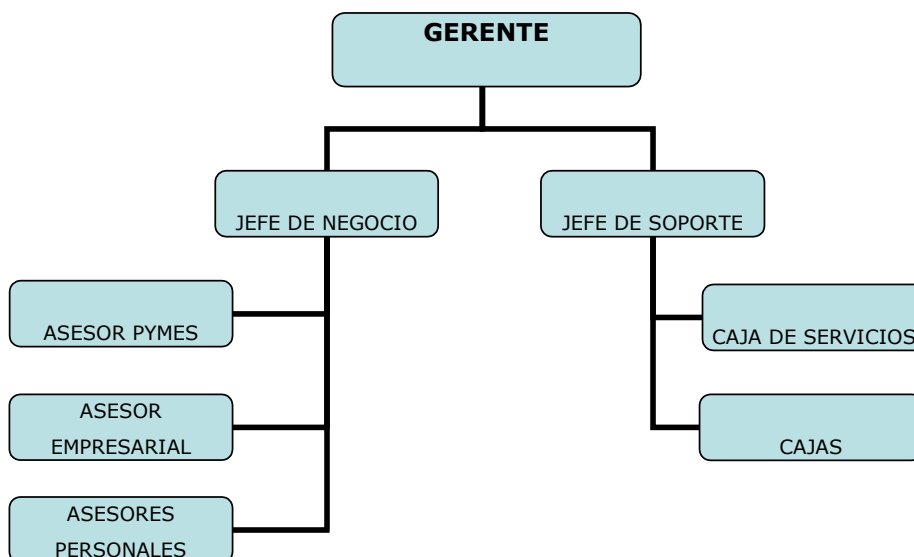 GERENTE
JEFE DE NEGOCIO
JEFE DE SOPORTE
ASESOR PYMES
CAJA DE SERVICIOS
ASESOR
EMPRESARIAL
CAJAS
ASESORES
PERSONALES